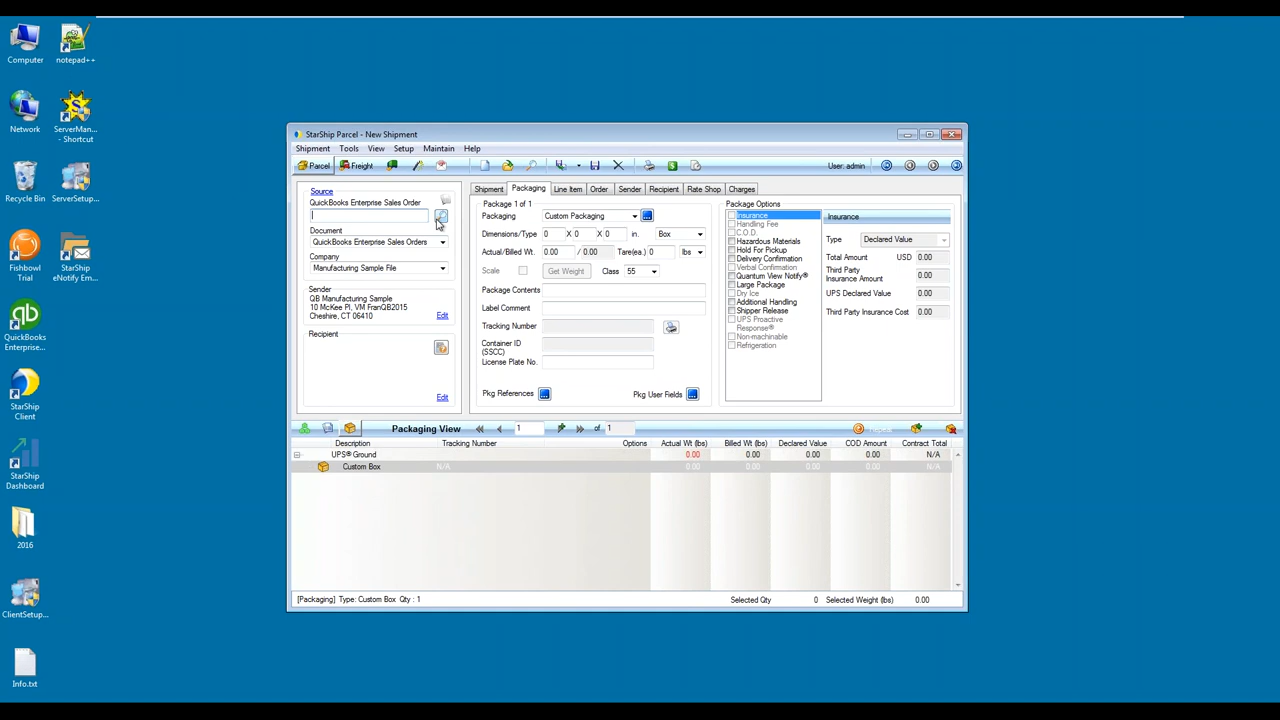 Computer
notepad++
Network
ServerMan...
- Shortcut
Recycle Bin
ServerSetup...
Fishbowl
Trial
StarShip
eNotify Em...
QuickBooks
Enterprise...
StarShip
Client
StarShip
Dashboard
2016
ClientSetup...
Info.txt
StarShip Parcel - New Shipment
Shipment Tools View Setup Maintain Help
Parcel Freight User: admin
Source
QuickBooks Enterprise Sales Order
Document
QuickBooks Enterprise Sales Orders
Company
Manufacturing Sample File
Sender
QB Manufacturing Sample
10 McKee Pl, VM FranQB2015
Cheshire, CT 06410
Edit
Recipient
Edit
Shipment Packaging Line Item Order Sender Recipient Rate Shop Charges
Package 1 of 1
Packaging Custom Packaging
Dimensions/Type 0 X 0 X 0 in. Box
Actual/Billed Wt. 0.00 / 0.00 Tare(ea.) 0 lbs
Scale Get Weight Class 55
Package Contents
Label Comment
Tracking Number
Container ID
(SSCC)
License Plate No.
Pkg References Pkg User Fields
Package Options
Insurance
Handling Fee
C.O.D.
Hazardous Materials
Hold For Pickup
Delivery Confirmation
Verbal Confirmation
Quantum View Notify®
Large Package
Dry Ice
Additional Handling
Shipper Release
UPS Proactive
Response®
Non-machinable
Refrigeration
Insurance
Type Declared Value
Total Amount USD 0.00
Third Party
Insurance Amount 0.00
UPS Declared Value 0.00
Third Party Insurance Cost 0.00
Packaging View 1 of 1 Repeat
Description Tracking Number Options Actual Wt (lbs) Billed Wt (lbs) Declared Value COD Amount Contract Total
UPS® Ground 0.00 0.00 0.00 0.00 N/A
Custom Box N/A 0.00 0.00 0.00 0.00 N/A
[Packaging] Type: Custom Box Qty : 1 Selected Qty 0 Selected Weight (lbs) 0.00